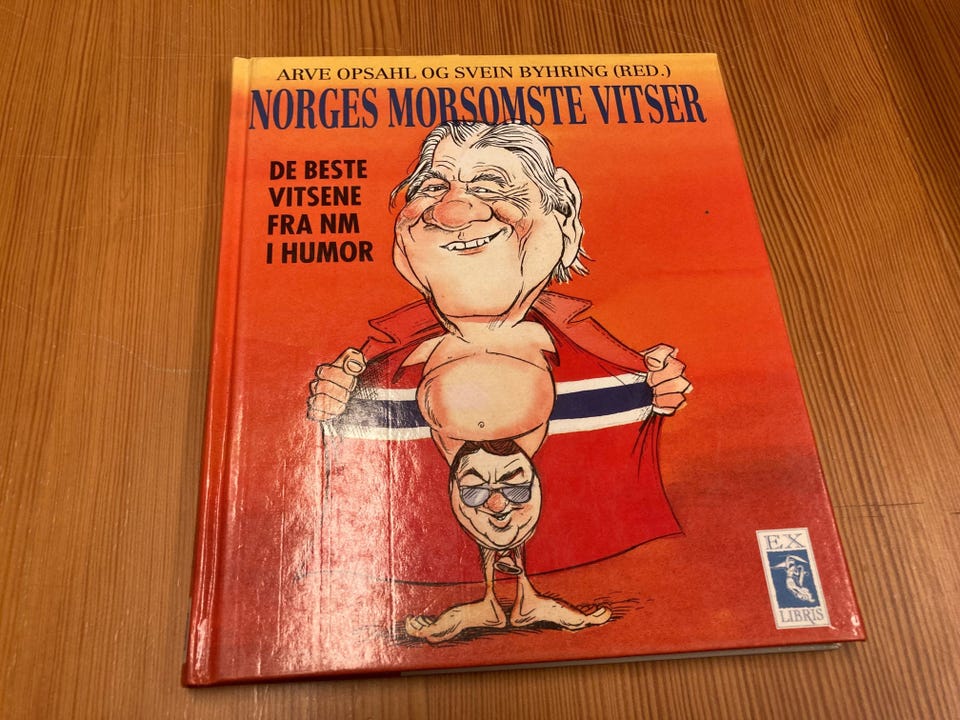 ARVE OPSAHL OG SVEIN BYHRING (RED.)
NORGES MORSOMSTE VITSER
DE BESTE
VITSENE
FRA NM
I HUMOR
EX
LIBRIS